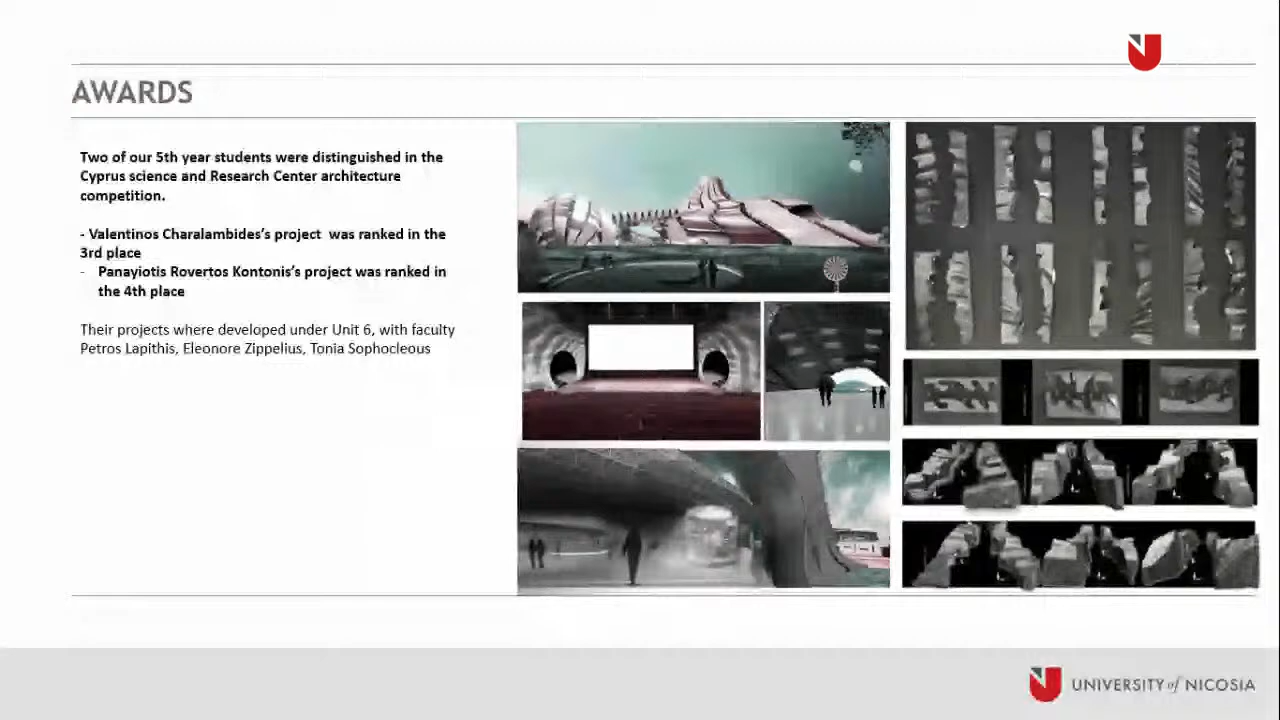 AWARDS
Two of our 5th year students were distinguished in the
Cyprus science and Research Center architecture
competition.
- Valentinos Charalambides's project was ranked in the
3rd place
- Panayiotis Rovertos Kontonis's project was ranked in
the 4th place
Their projects where developed under Unit 6, with faculty
Petros Lapithis, Eleonore Zippelius, Tonia Sophocleous
UNIVERSITY of NICOSIA